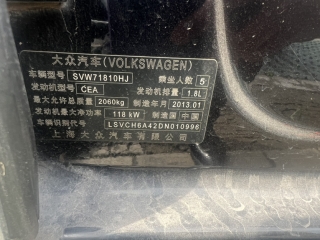 大众汽车(VOLKSWAGEN)
车辆型号 SVW71810HJ 乘坐人数 5
发动机型号 CEA 发动机排量 1.8L
最大允许总质量 2060kg 制造年月 2013.01
发动机最大净功率 118kW 制造国 中国
车辆识别代号 LSVCH6A42DN010996
上海大众汽车有限公司